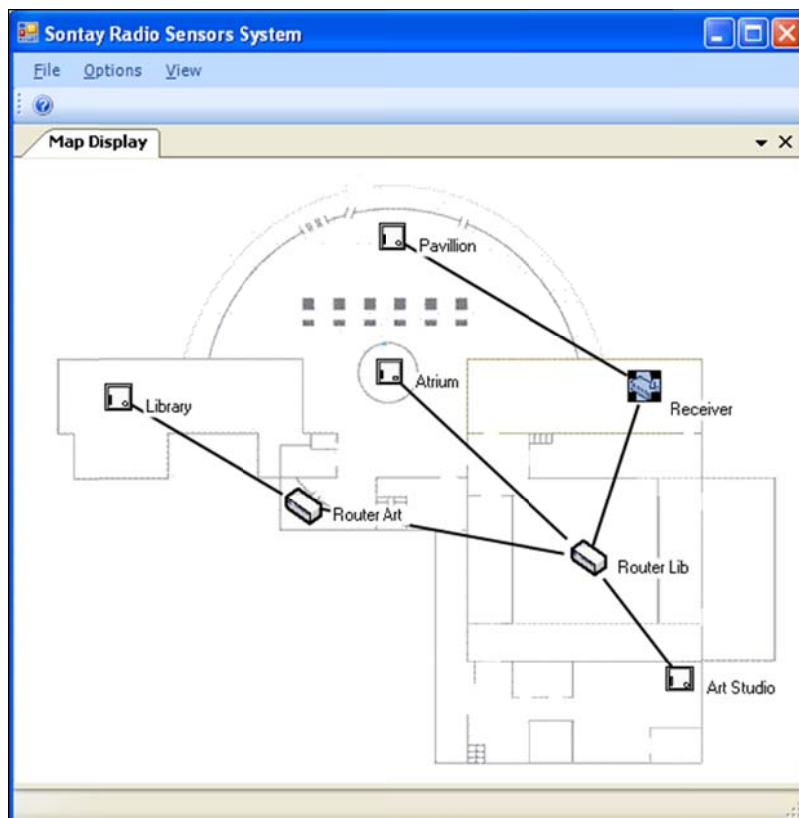 Sontay Radio Sensors System
File Options View
Map Display
Pavillion
Atrium
Library
Receiver
Router Art
Router Lib
Art Studio